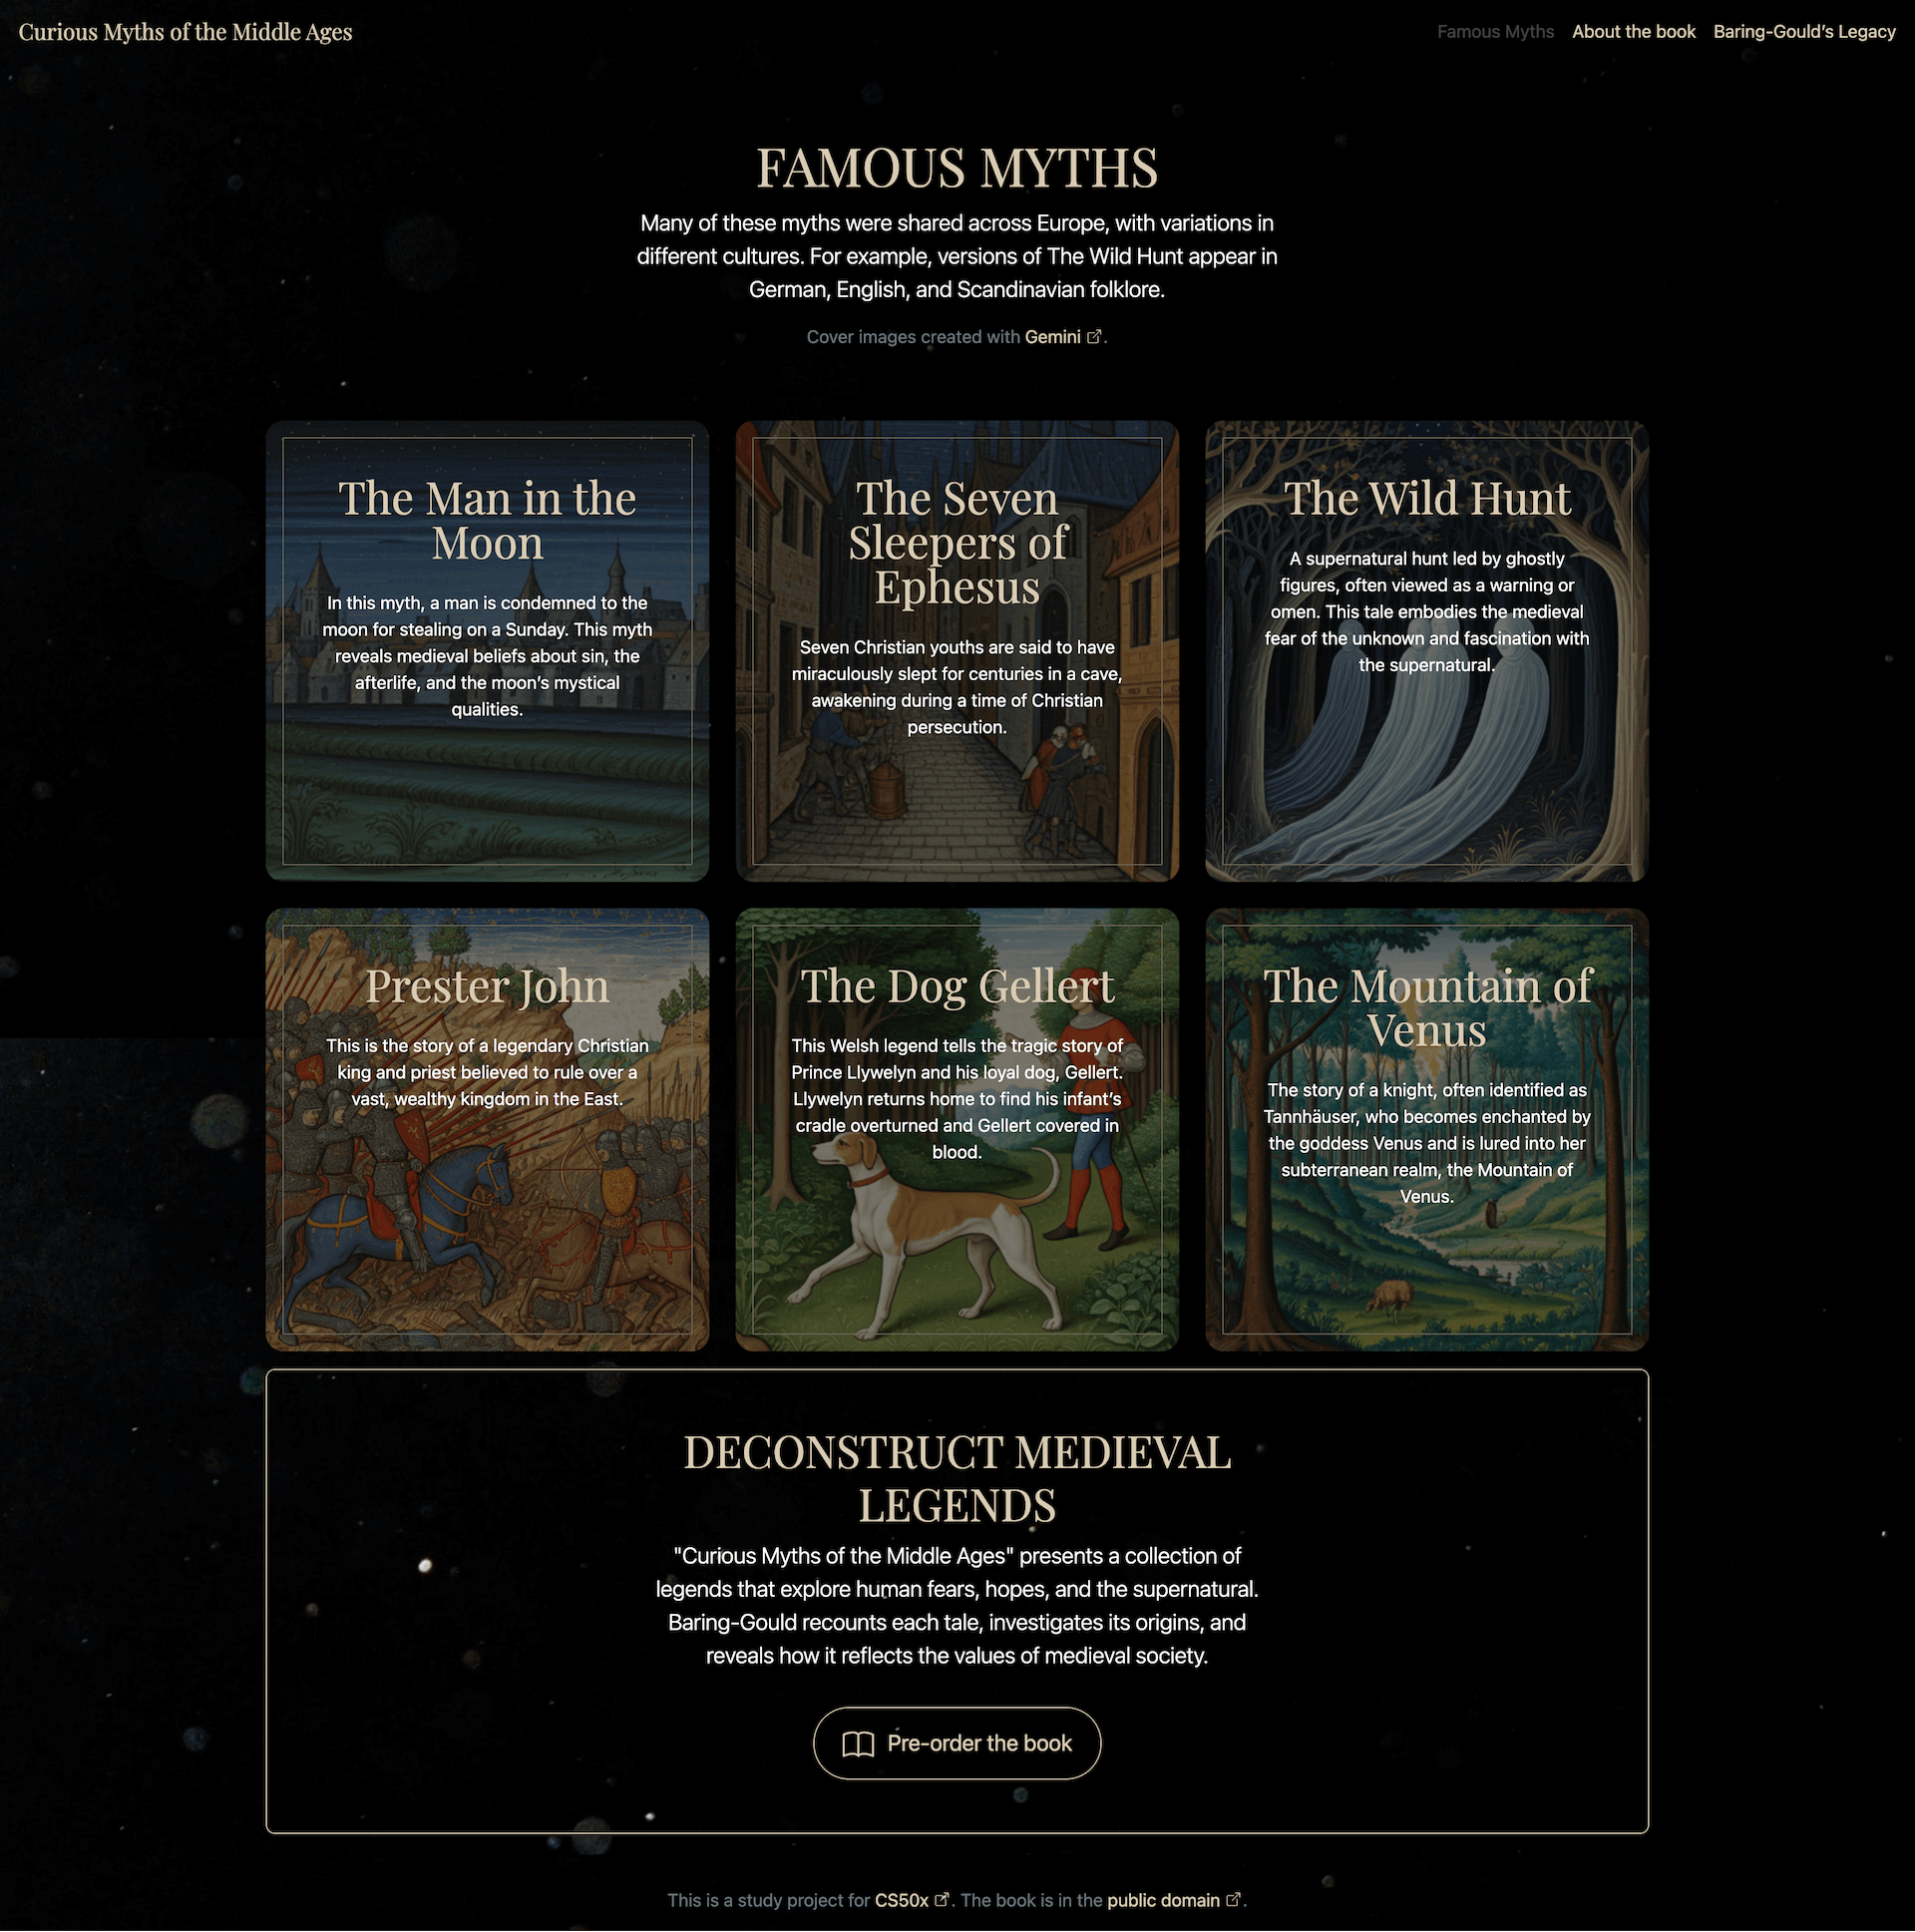 Curious Myths of the Middle Ages
Famous Myths About the book Baring-Gould’s Legacy
FAMOUS MYTHS
Many of these myths were shared across Europe, with variations in
different cultures. For example, versions of The Wild Hunt appear in
German, English, and Scandinavian folklore.
Cover images created with Gemini.
The Man in the
Moon
In this myth, a man is condemned to the
moon for stealing on a Sunday. This myth
reveals medieval beliefs about sin, the
afterlife, and the moon’s mystical
qualities.
The Seven
Sleepers of
Ephesus
Seven Christian youths are said to have
miraculously slept for centuries in a cave,
awakening during a time of Christian
persecution.
The Wild Hunt
A supernatural hunt led by ghostly
figures, often viewed as a warning or
omen. This tale embodies the medieval
fear of the unknown and fascination with
the supernatural.
Prester John
This is the story of a legendary Christian
king and priest believed to rule over a
vast, wealthy kingdom in the East.
The Dog Gellert
This Welsh legend tells the tragic story of
Prince Llywelyn and his loyal dog, Gellert.
Llywelyn returns home to find his infant’s
cradle overturned and Gellert covered in
blood.
The Mountain of
Venus
The story of a knight, often identified as
Tannhäuser, who becomes enchanted by
the goddess Venus and is lured into her
subterranean realm, the Mountain of
Venus.
DECONSTRUCT MEDIEVAL
LEGENDS
"Curious Myths of the Middle Ages" presents a collection of
legends that explore human fears, hopes, and the supernatural.
Baring-Gould recounts each tale, investigates its origins, and
reveals how it reflects the values of medieval society.
Pre-order the book
This is a study project for CS50x. The book is in the public domain.